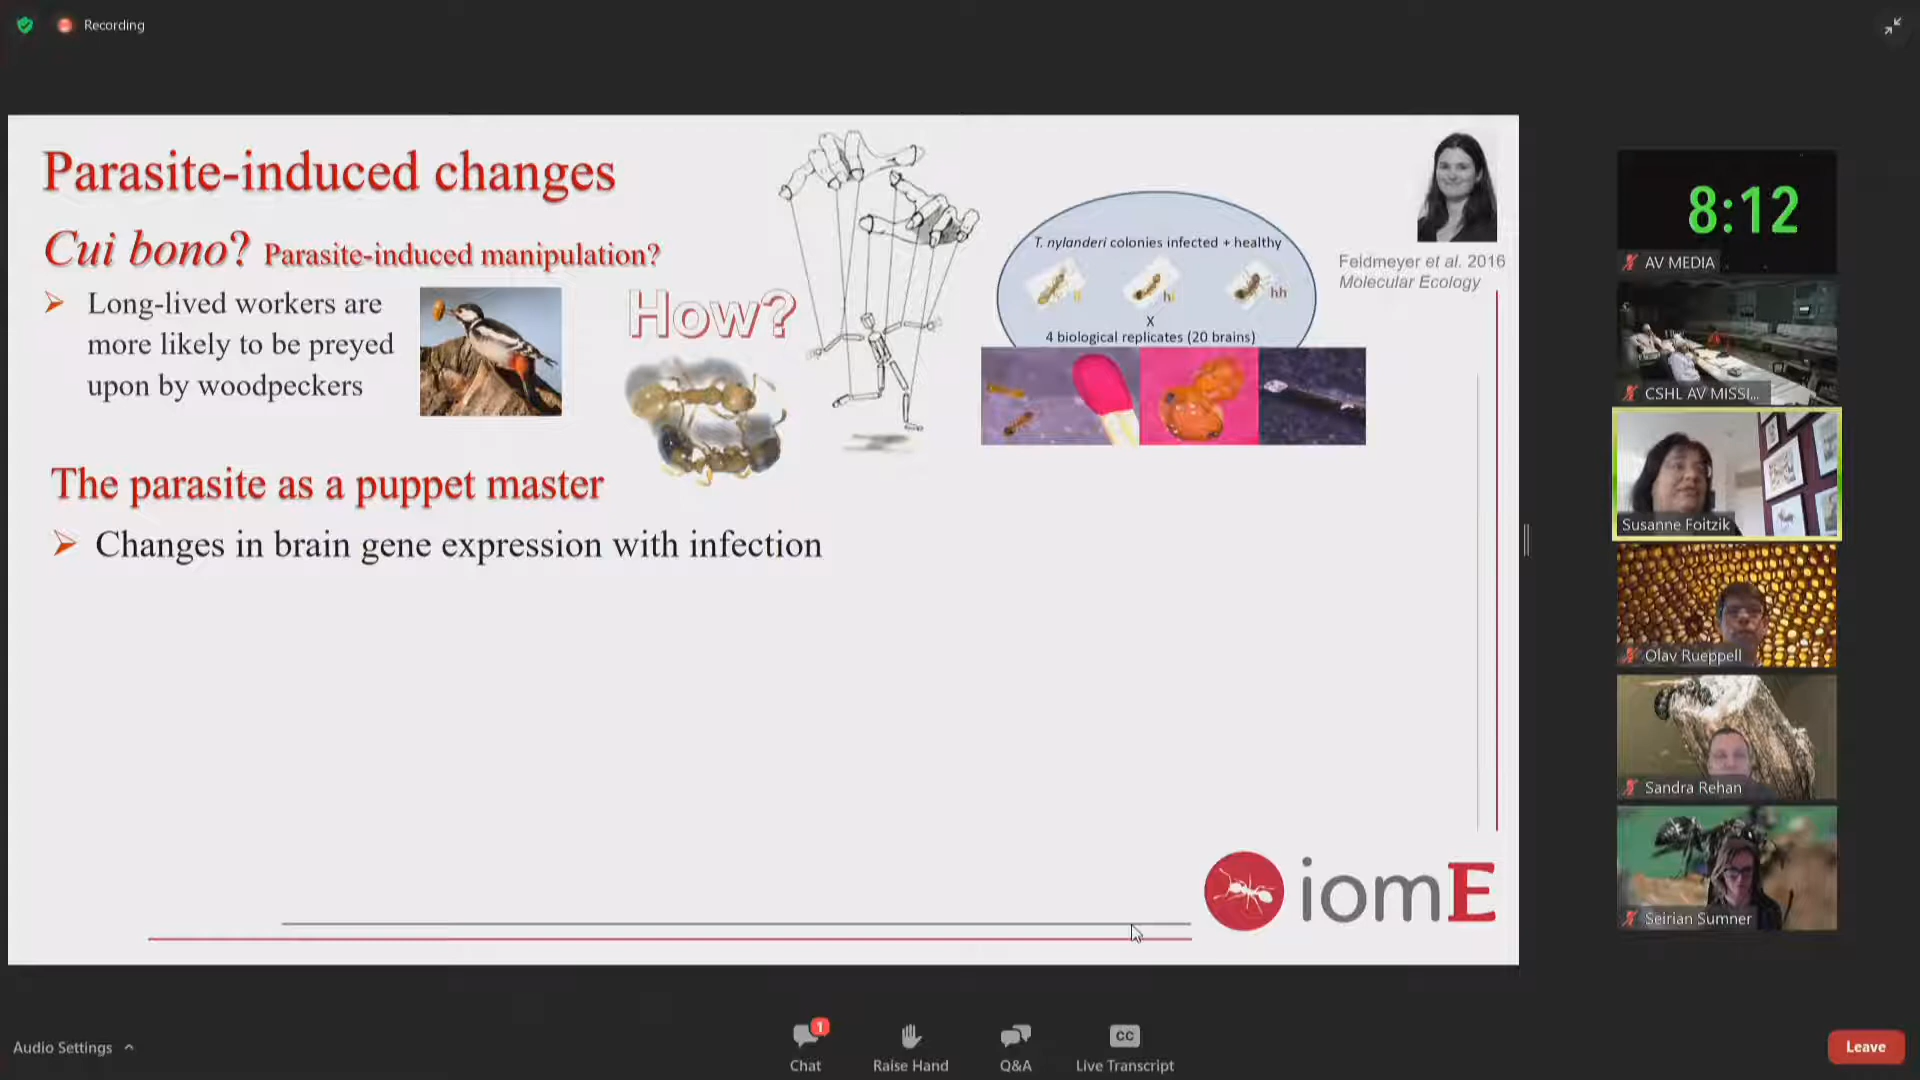 Recording
Parasite-induced changes
Cui bono? Parasite-induced manipulation?
Long-lived workers are
more likely to be preyed
upon by woodpeckers
How?
T. nylanderi colonies infected + healthy
hi
hh
X
4 biological replicates (20 brains)
Feldmeyer et al. 2016
Molecular Ecology
The parasite as a puppet master
Changes in brain gene expression with infection
iomE
8:12
AV MEDIA
CSHL AV MISSI...
Susanne Foitzik
Olav Rueppell
Sandra Rehan
Seirian Sumner
Audio Settings
1
Chat
Raise Hand
Q&A
CC
Live Transcript
Leave